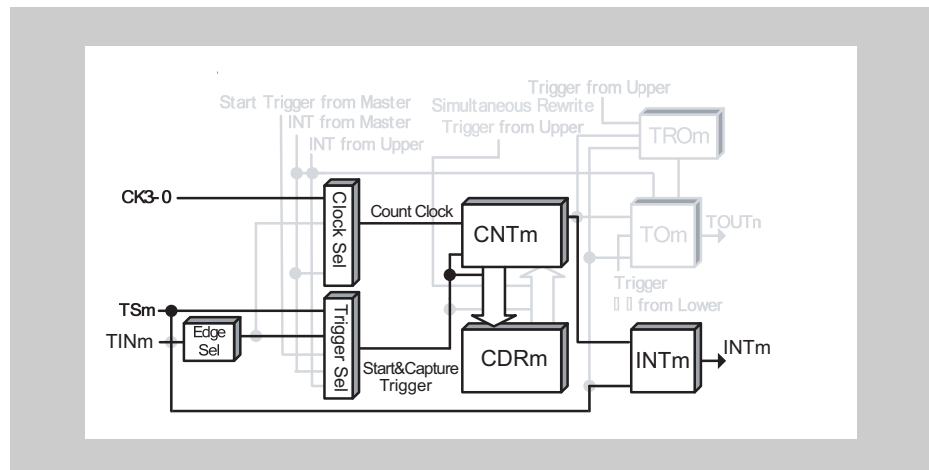 Trigger from Upper
Start Trigger from Master
Simultaneous Rewrite
INT from Master
Trigger from Upper
TROm
INT from Upper
CK3-0
Clock Sel
Count Clock
CNTm
TOm
TOUTn
Trigger
from Lower
TSm
TINm
Edge
Sel
Trigger Sel
Start&Capture
Trigger
CDRm
INTm
INTm